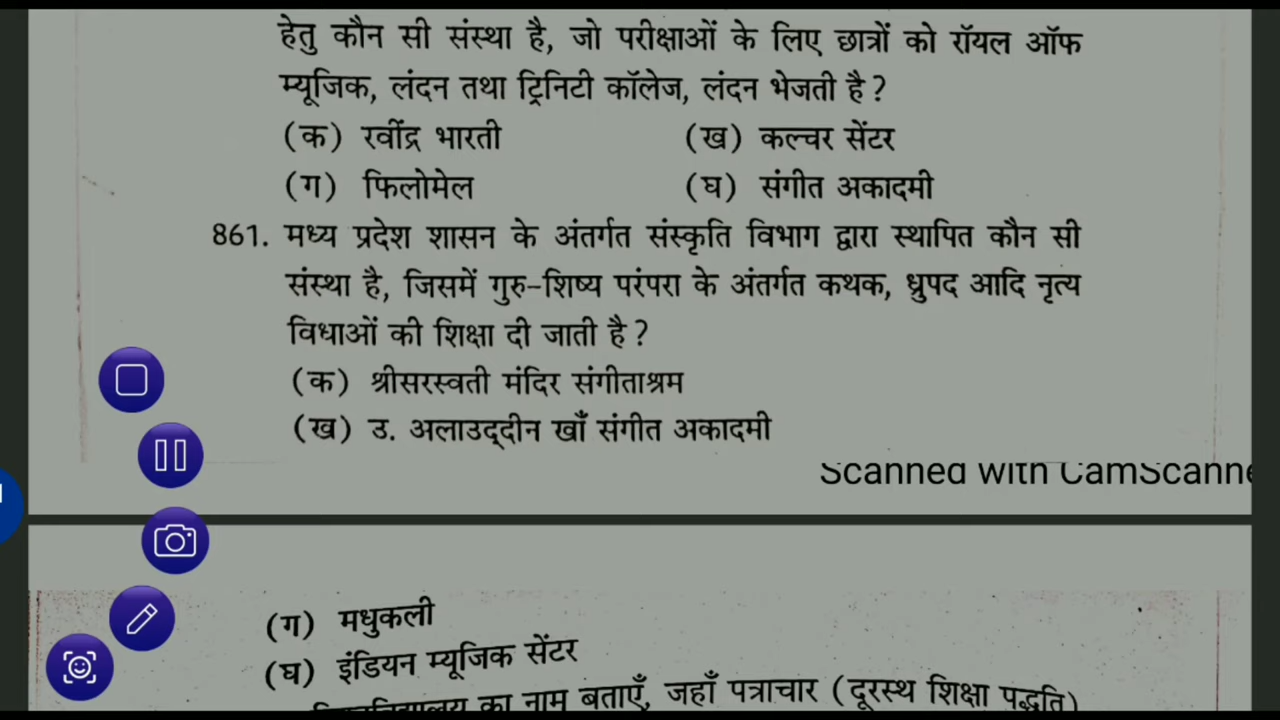 हेतु कौन सी संस्था है, जो परीक्षाओं के लिए छात्रों को रॉयल ऑफ
म्यूजिक, लंदन तथा ट्रिनिटी कॉलेज, लंदन भेजती है ?
(क) रवींद्र भारती (ख) कल्चर सेंटर
(ग) फिलोमेल (घ) संगीत अकादमी
861. मध्य प्रदेश शासन के अंतर्गत संस्कृति विभाग द्वारा स्थापित कौन सी
संस्था है, जिसमें गुरु-शिष्य परंपरा के अंतर्गत कथक, ध्रुपद आदि नृत्य
विधाओं की शिक्षा दी जाती है ?
(क) श्रीसरस्वती मंदिर संगीताश्रम
(ख) उ. अलाउद्दीन खाँ संगीत अकादमी
Scanned with CamScanne
(ग) मधुकली
(घ) इंडियन म्यूजिक सेंटर
का नाम बताएँ, जहाँ पत्राचार (दूरस्थ शिक्षा पद्धति)